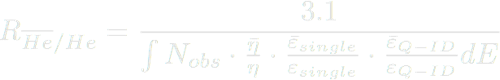 R_{\overline{He}/He} = \frac{3.1}{\int N_{obs} \cdot \frac{\bar{\eta}}{\eta} \cdot \frac{\bar{\varepsilon}_{single}}{\varepsilon_{single}} \cdot \frac{\bar{\varepsilon}_{Q-ID}}{\varepsilon_{Q-ID}} dE}